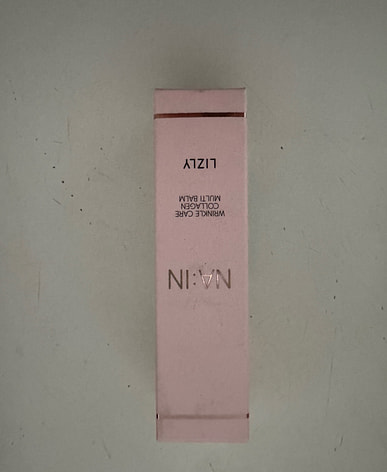 NA:IN
WRINKLE CARE
COLLAGEN
MULTI BALM
LIZLY